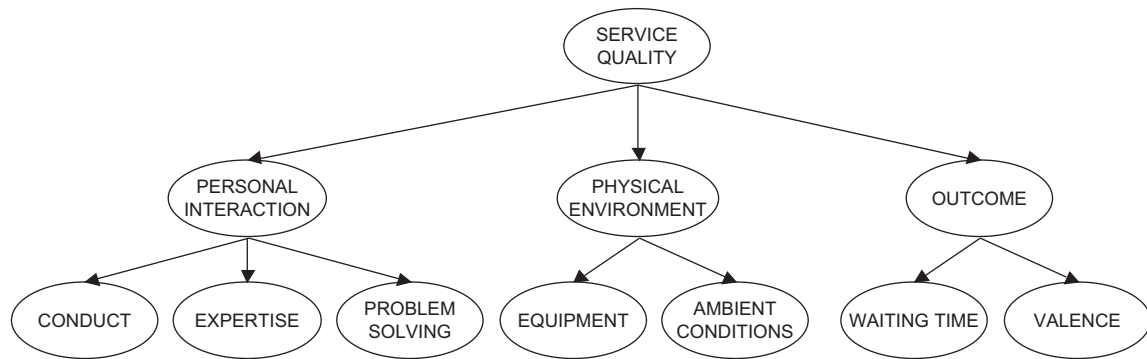 SERVICE
QUALITY
PERSONAL
INTERACTION
PHYSICAL
ENVIRONMENT
OUTCOME
CONDUCT
EXPERTISE
PROBLEM
SOLVING
EQUIPMENT
AMBIENT
CONDITIONS
WAITING TIME
VALENCE